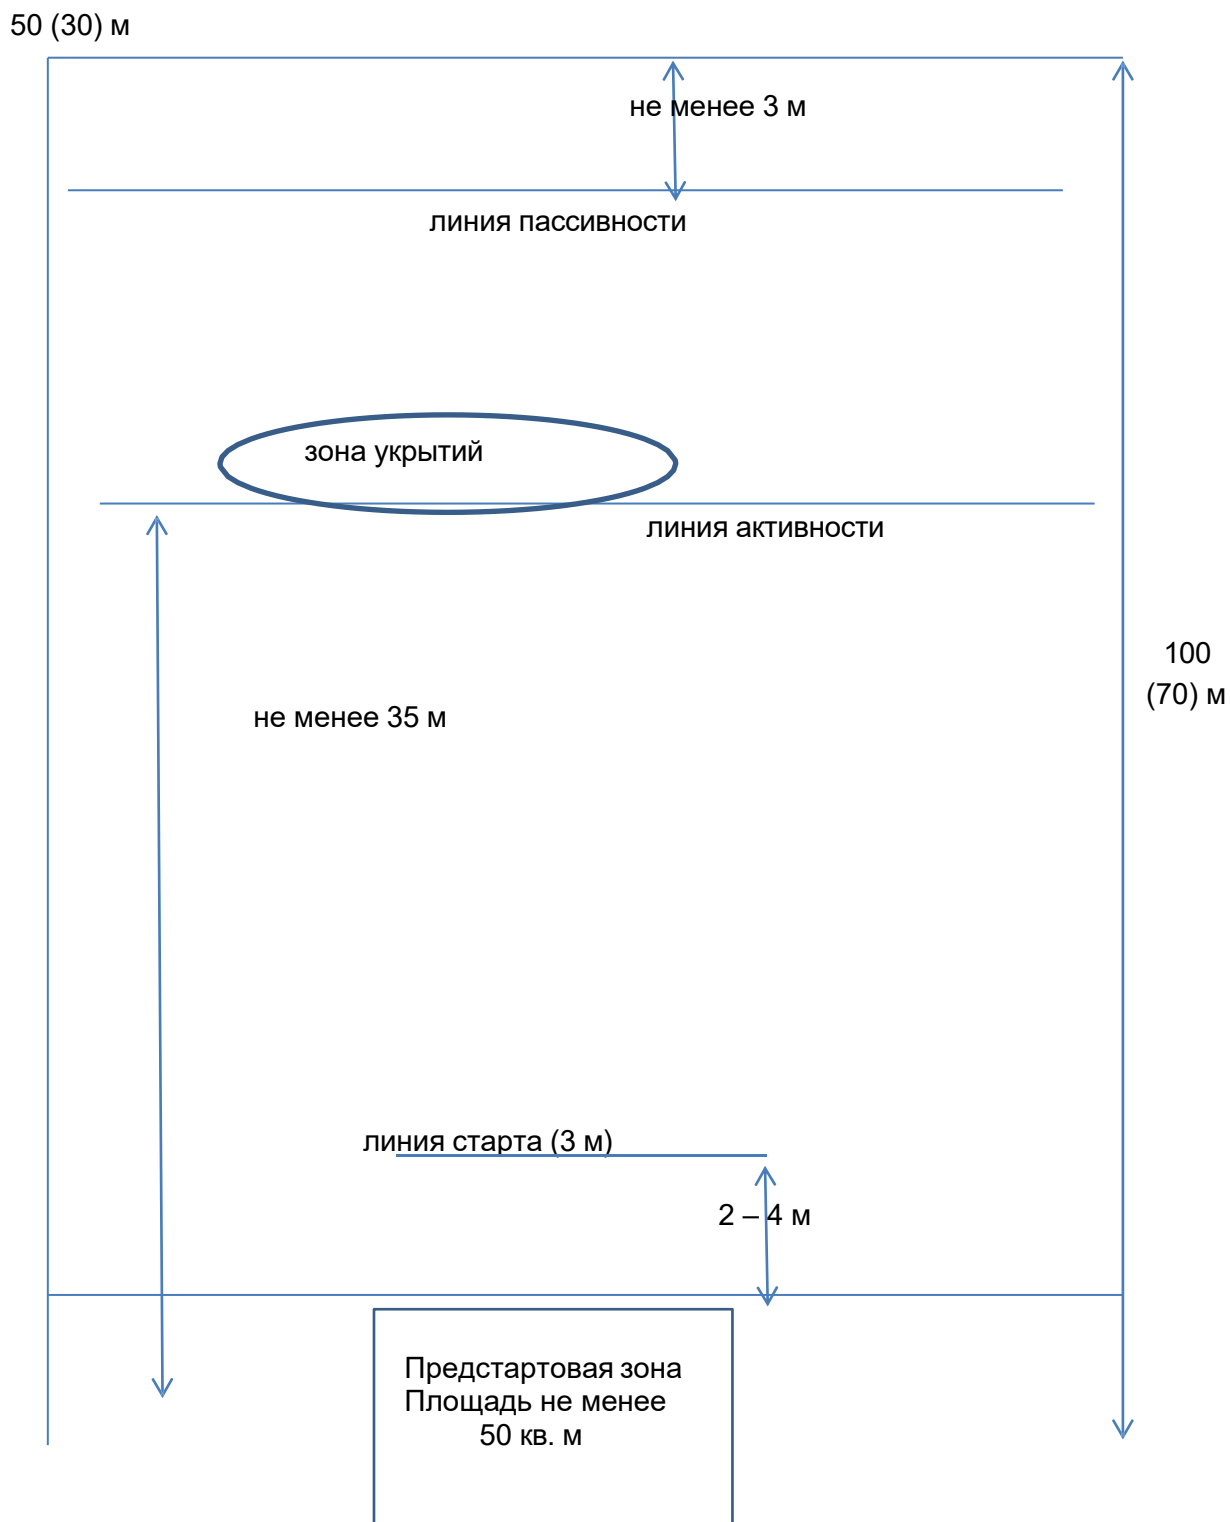 50 (30) м
не менее 3 м
линия пассивности
зона укрытий
линия активности
100
(70) м
не менее 35 м
линия старта (3 м)
2 – 4 м
Предстартовая зона
Площадь не менее
50 кв. м